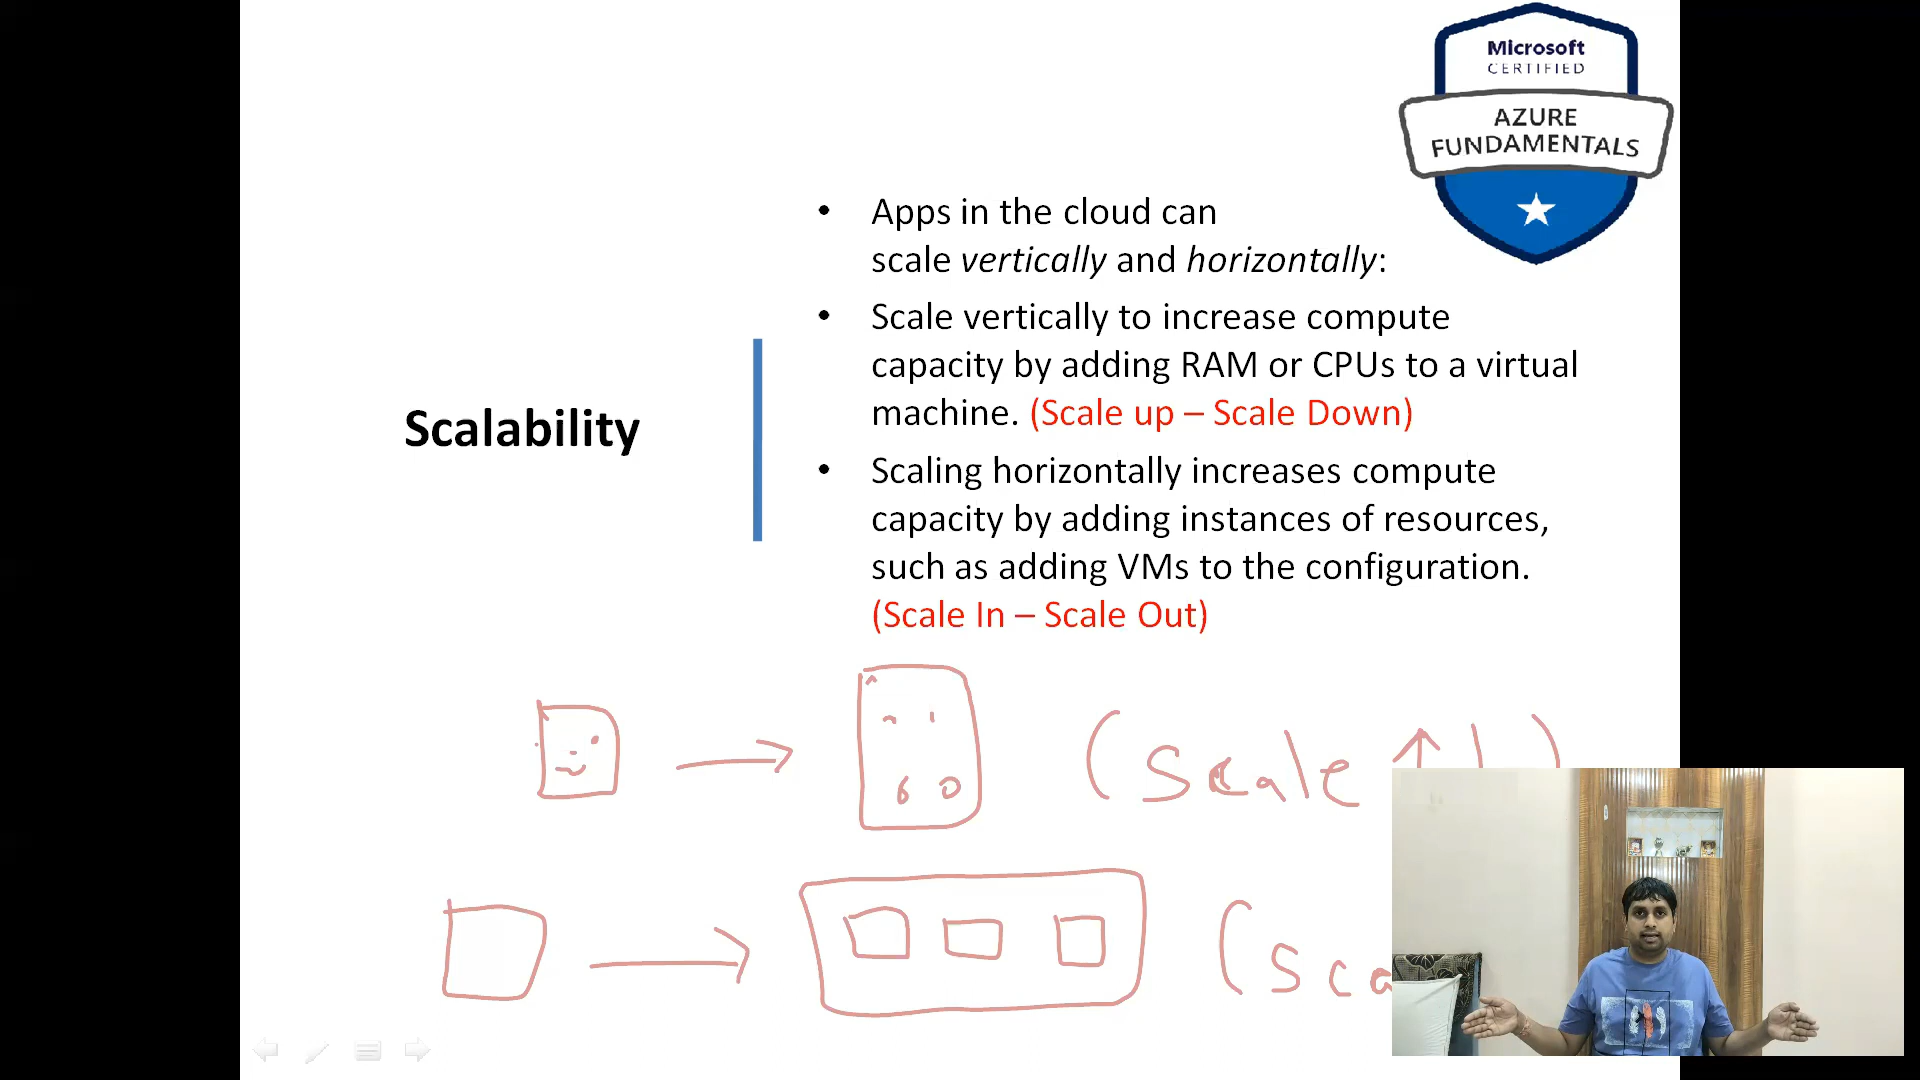 Microsoft
CERTIFIED
AZURE
FUNDAMENTALS
Scalability
• Apps in the cloud can
scale vertically and horizontally:
• Scale vertically to increase compute
capacity by adding RAM or CPUs to a virtual
machine. (Scale up – Scale Down)
• Scaling horizontally increases compute
capacity by adding instances of resources,
such as adding VMs to the configuration.
(Scale In – Scale Out)
(Scale ↑ )